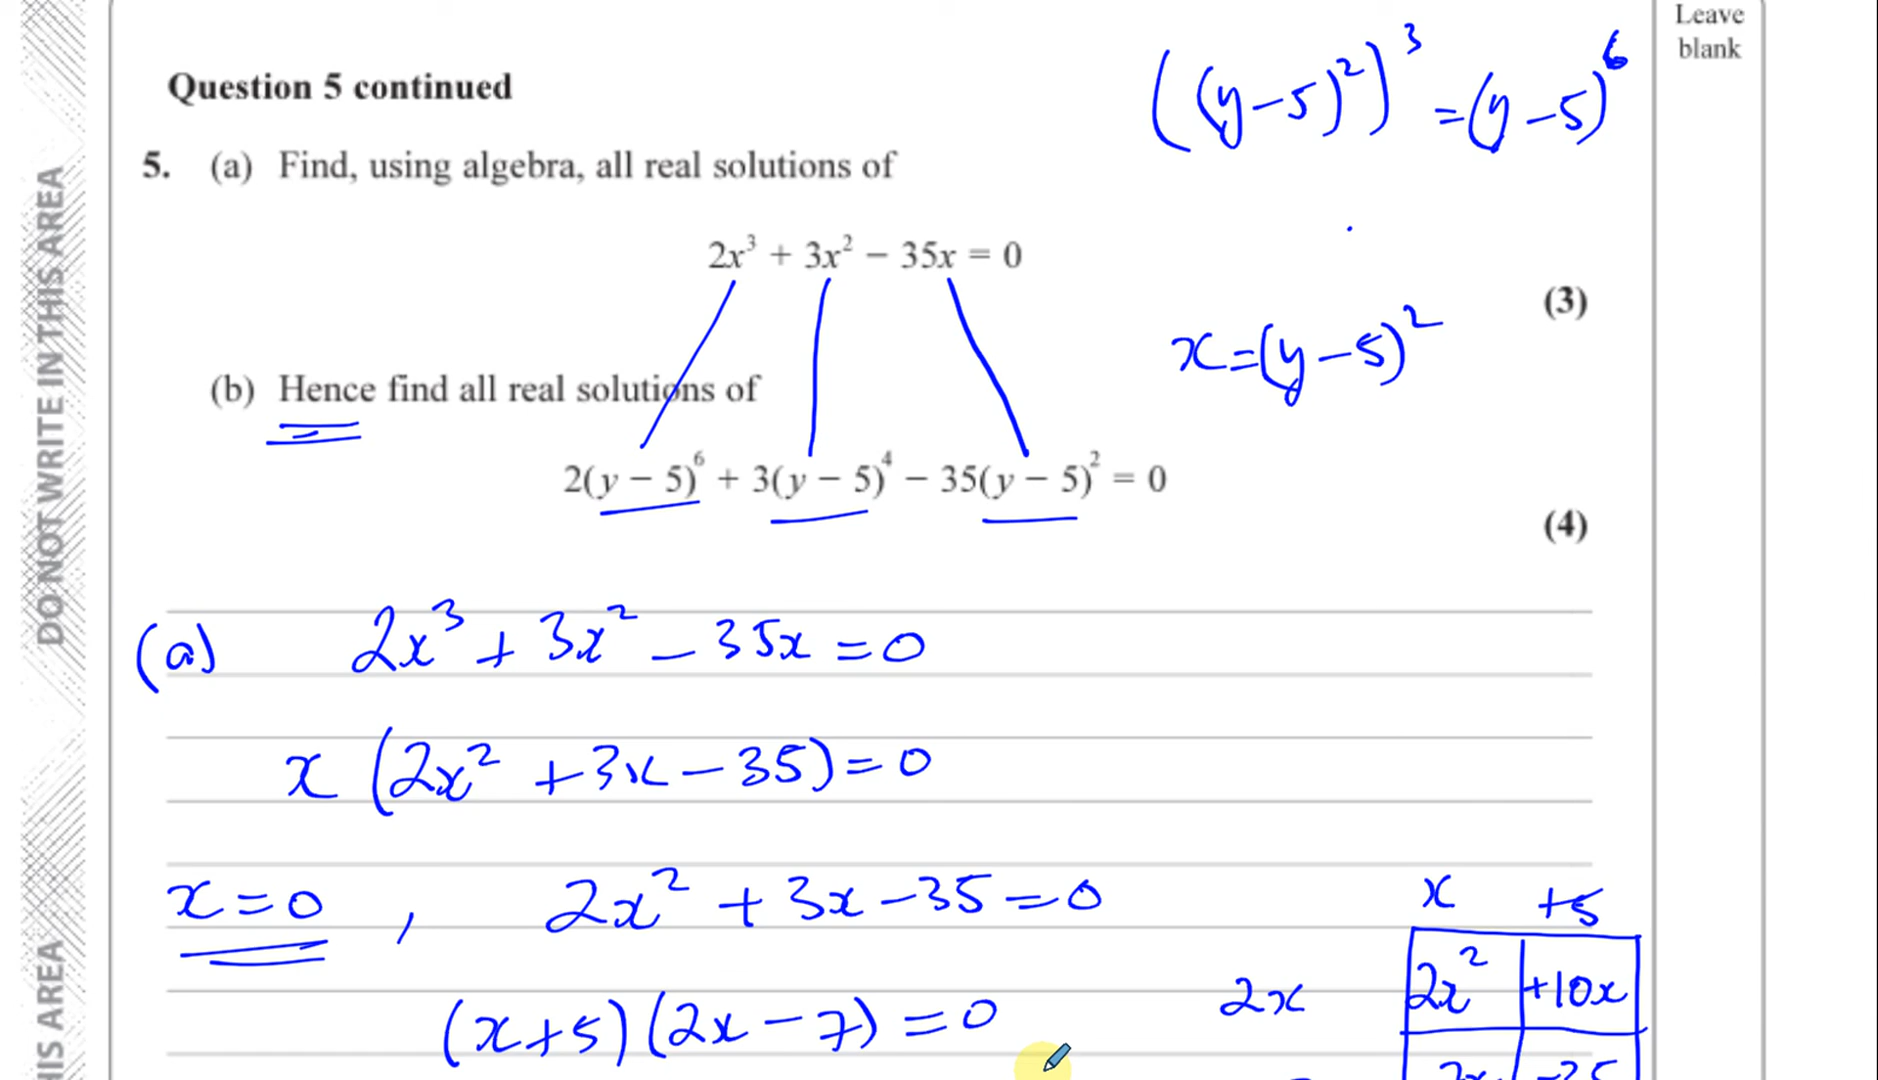 Leave
blank
((y-5)²)³ = (y-5)⁶
Question 5 continued
5. (a) Find, using algebra, all real solutions of
2x³ + 3x² − 35x = 0
(3)
x = (y-5)²
(b) Hence find all real solutions of
2(y − 5)⁶ + 3(y − 5)⁴ − 35(y − 5)² = 0
(4)
(a) 2x³ + 3x² - 35x = 0
x (2x² + 3x - 35) = 0
x = 0 , 2x² + 3x - 35 = 0
x +5
2x 2x² +10x
(x+5)(2x-7) = 0
DO NOT WRITE IN THIS AREA
HIS AREA